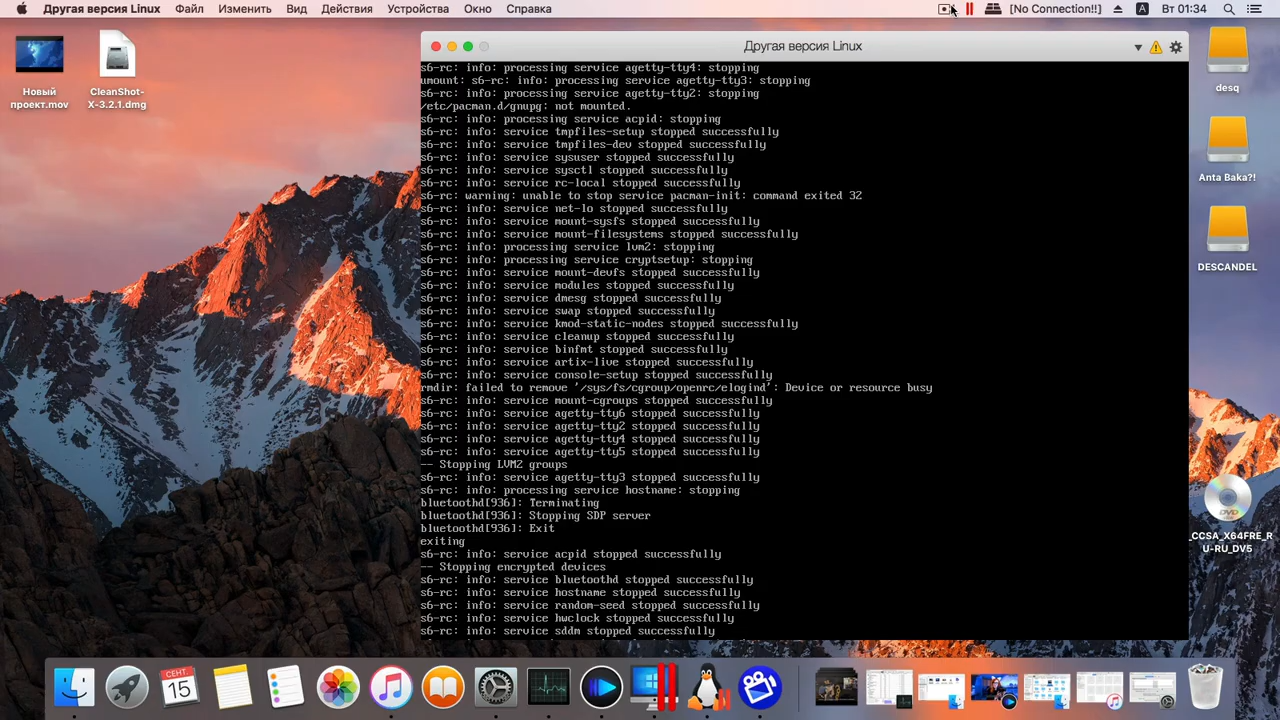 Другая версия Linux Файл Изменить Вид Действия Устройства Окно Справка [No Connection!!] A Вт 01:34
Новый
проект.mov
CleanShot-
X-3.2.1.dmg
Другая версия Linux
s6-rc: info: processing service agetty-tty4: stopping
umount: s6-rc: info: processing service agetty-tty3: stopping
s6-rc: info: processing service agetty-tty2: stopping
/etc/pacman.d/gnupg: not mounted.
s6-rc: info: processing service acpid: stopping
s6-rc: info: service tmpfiles-setup stopped successfully
s6-rc: info: service tmpfiles-dev stopped successfully
s6-rc: info: service sysuser stopped successfully
s6-rc: info: service sysctl stopped successfully
s6-rc: info: service rc-local stopped successfully
s6-rc: warning: unable to stop service pacman-init: command exited 32
s6-rc: info: service net-lo stopped successfully
s6-rc: info: service mount-sysfs stopped successfully
s6-rc: info: service mount-filesystems stopped successfully
s6-rc: info: processing service lvm2: stopping
s6-rc: info: processing service cryptsetup: stopping
s6-rc: info: service mount-devfs stopped successfully
s6-rc: info: service modules stopped successfully
s6-rc: info: service dmesg stopped successfully
s6-rc: info: service swap stopped successfully
s6-rc: info: service kmod-static-nodes stopped successfully
s6-rc: info: service cleanup stopped successfully
s6-rc: info: service binfmt stopped successfully
s6-rc: info: service artix-live stopped successfully
s6-rc: info: service console-setup stopped successfully
rmdir: failed to remove '/sys/fs/cgroup/openrc/elogind': Device or resource busy
s6-rc: info: service mount-cgroups stopped successfully
s6-rc: info: service agetty-tty6 stopped successfully
s6-rc: info: service agetty-tty2 stopped successfully
s6-rc: info: service agetty-tty4 stopped successfully
s6-rc: info: service agetty-tty5 stopped successfully
-- Stopping LVM2 groups
s6-rc: info: service agetty-tty3 stopped successfully
s6-rc: info: processing service hostname: stopping
bluetoothd[936]: Terminating
bluetoothd[936]: Stopping SDP server
bluetoothd[936]: Exit
exiting
s6-rc: info: service acpid stopped successfully
-- Stopping encrypted devices
s6-rc: info: service bluetoothd stopped successfully
s6-rc: info: service hostname stopped successfully
s6-rc: info: service random-seed stopped successfully
s6-rc: info: service hwclock stopped successfully
s6-rc: info: service sddm stopped successfully
desq
Anta Baka?!
DESCANDEL
_CCSA_X64FRE_R
U-RU_DV5
СЕНТ.
15